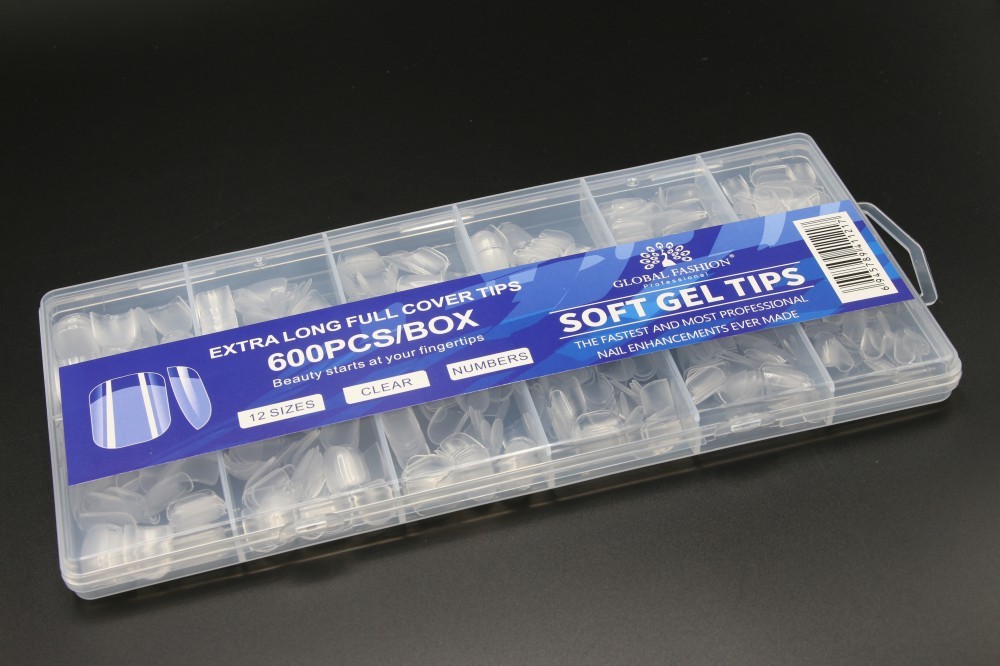 EXTRA LONG FULL COVER TIPS
600PCS/BOX
Beauty starts at your fingertips
12 SIZES
CLEAR
NUMBERS
GLOBAL FASHION®
Professional
SOFT GEL TIPS
THE FASTEST AND MOST PROFESSIONAL
NAIL ENHANCEMENTS EVER MADE
6945789411217